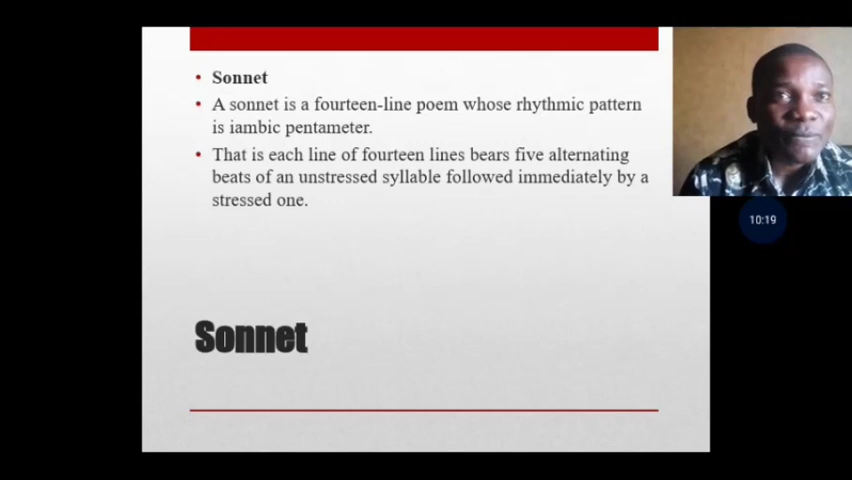 Sonnet
A sonnet is a fourteen-line poem whose rhythmic pattern
is iambic pentameter.
That is each line of fourteen lines bears five alternating
beats of an unstressed syllable followed immediately by a
stressed one.
10:19
Sonnet